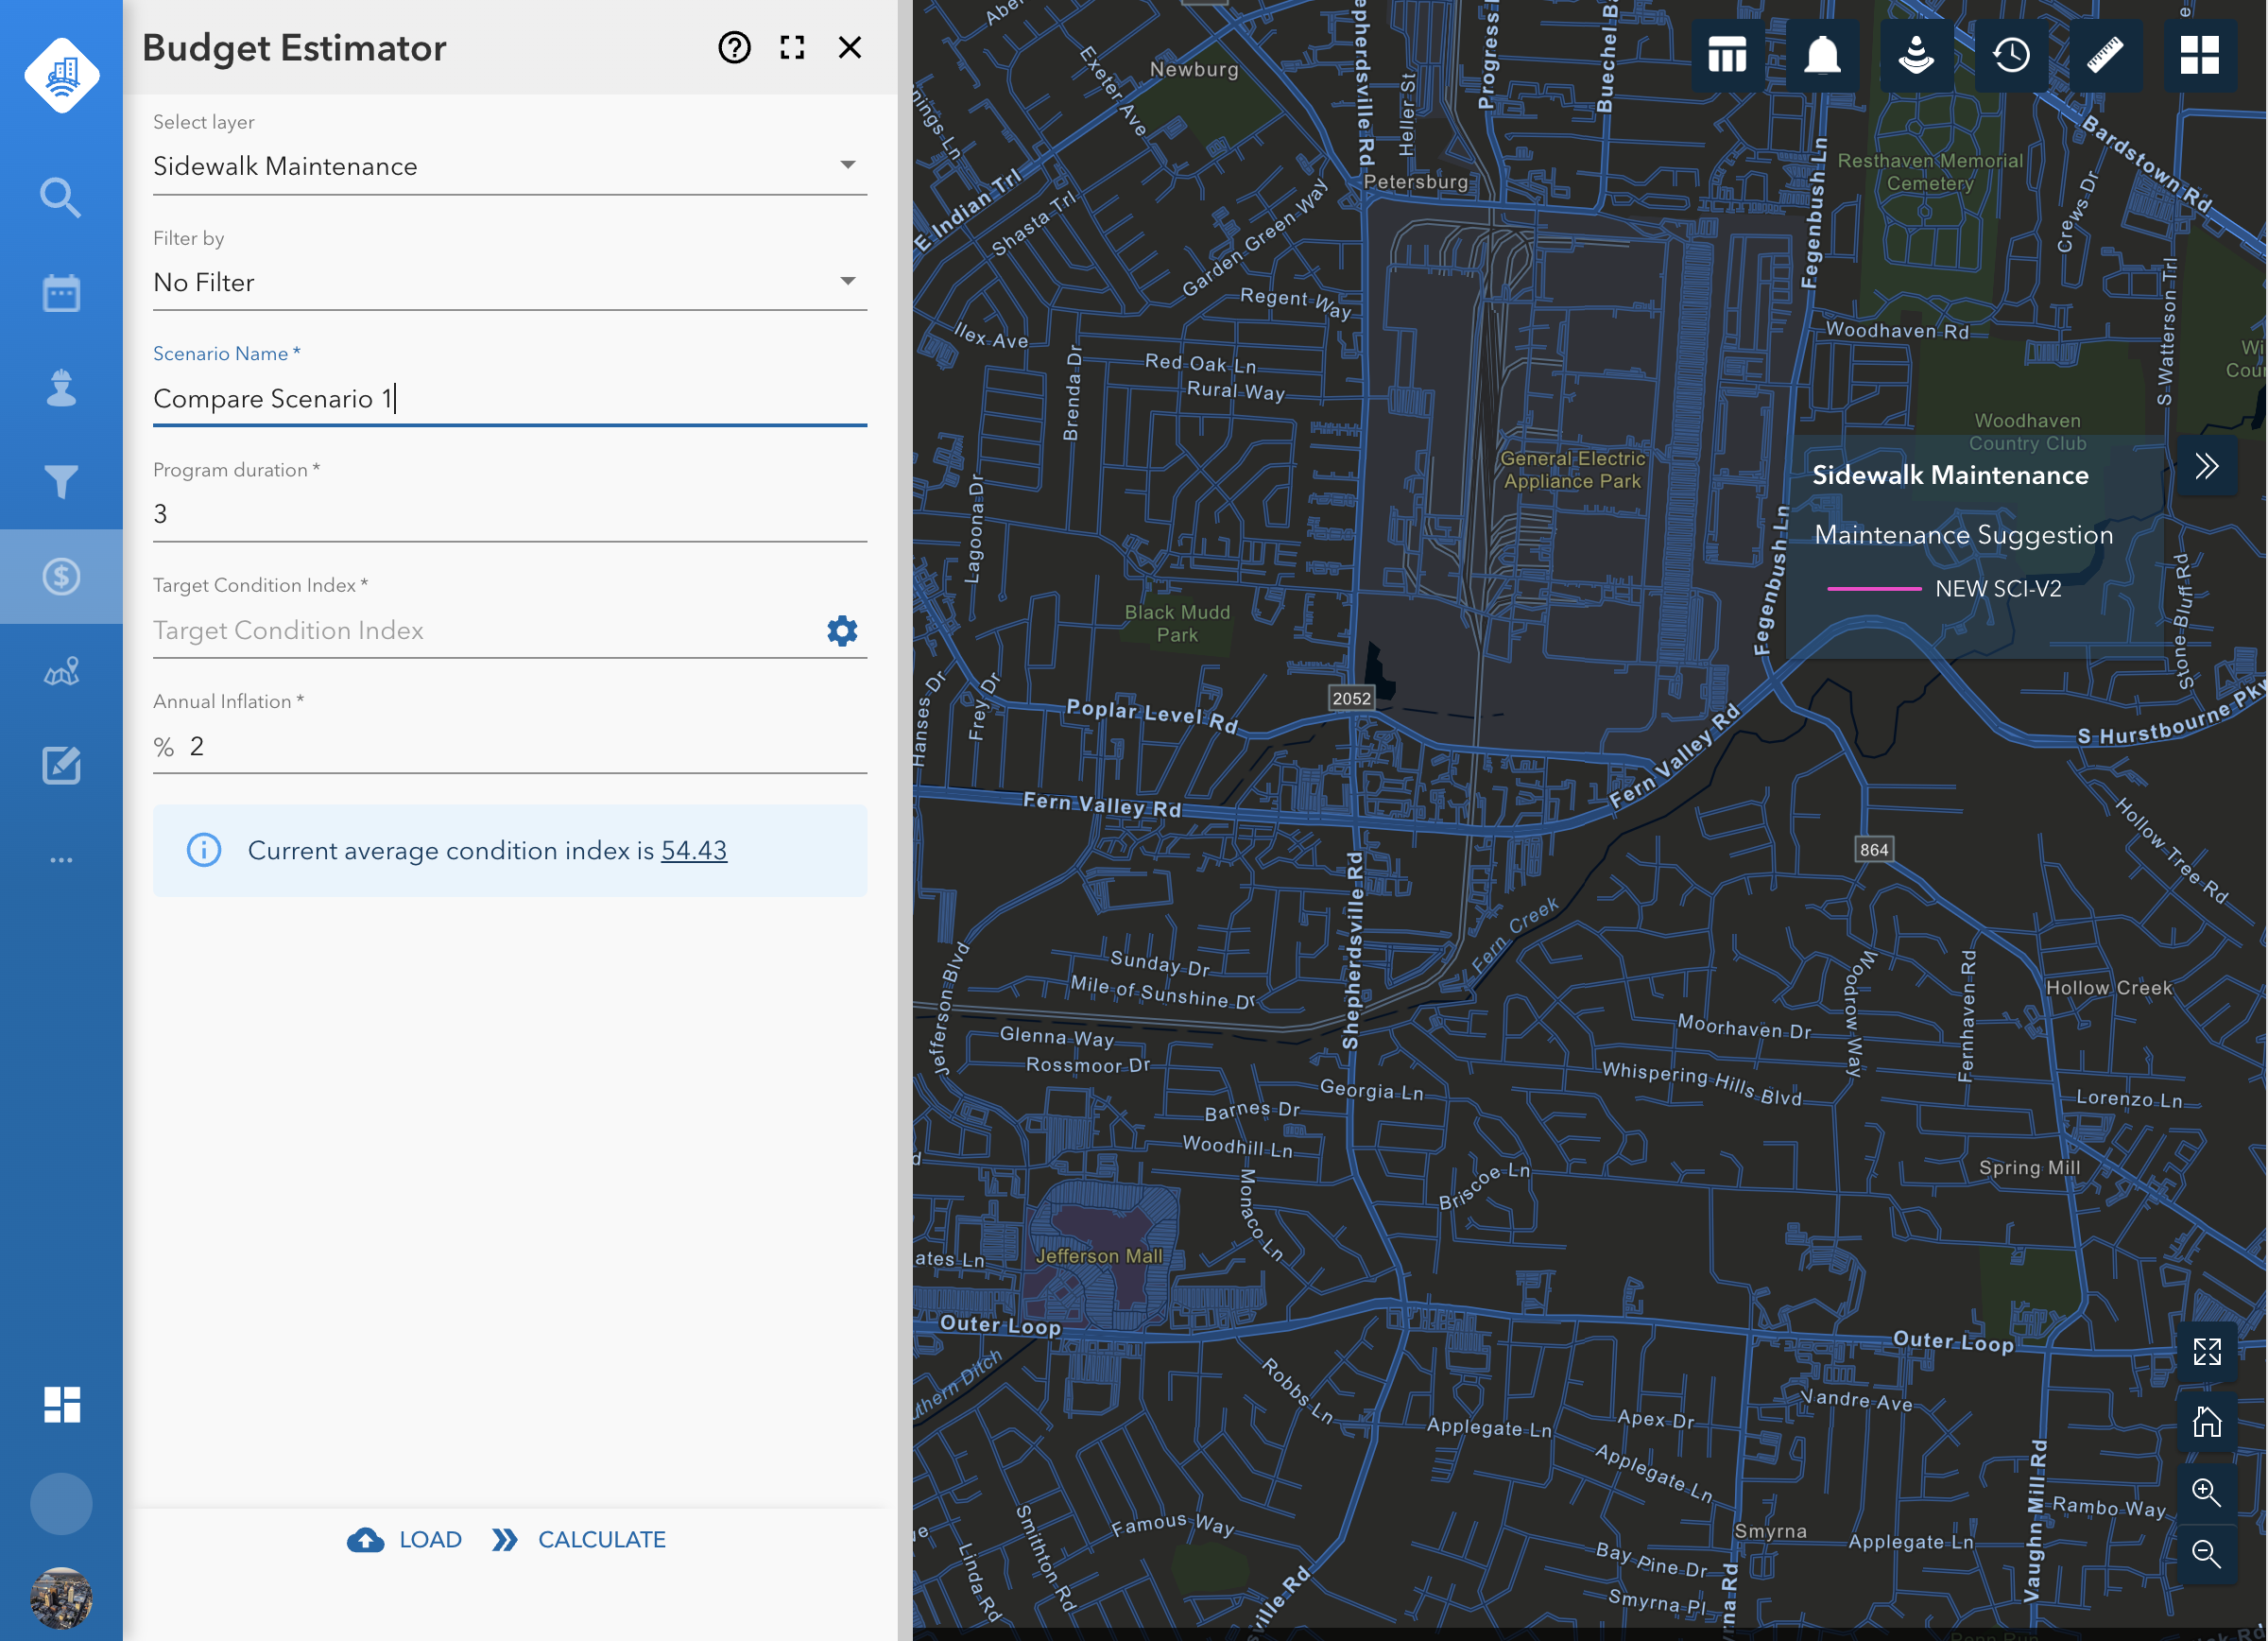 Budget Estimator
Select layer
Sidewalk Maintenance
Filter by
No Filter
Scenario Name *
Compare Scenario 1
Program duration *
3
Target Condition Index *
Target Condition Index
Annual Inflation *
% 2
Current average condition index is 54.43
LOAD
CALCULATE
Newburg
Exeter Ave
Heller St
Shepherdsville Rd
Petersburg
E Indian Trl
Shasta Trl
Garden Green Way
Regent Way
Ilex Ave
Brenda Dr
Red Oak Ln
Rural Way
Lagoona Dr
Fegenbush Ln
Resthaven Memorial
Cemetery
Bardstown Rd
Crews Dr
S Watterson Trl
Woodhaven Rd
Woodhaven
Country Club
General Electric
Appliance Park
Sidewalk Maintenance
Maintenance Suggestion
NEW SCI-V2
Fegenbush Ln
Stone Bluff Rd
Black Mudd
Park
2052
Hanses Dr
Frey Dr
Poplar Level Rd
Fern Valley Rd
Fern Valley Rd
S Hurstbourne Pkwy
864
Hollow Tree Rd
Shepherdsville Rd
Fern Creek
Jefferson Blvd
Sunday Dr
Mile of Sunshine Dr
Glenna Way
Rossmoor Dr
Georgia Ln
Barnes Dr
Woodhill Ln
Monaco Ln
Briscoe Ln
Moorhaven Dr
Whispering Hills Blvd
Woodrow Way
Fernhaven Rd
Hollow Creek
Lorenzo Ln
Spring Mill
ates Ln
Jefferson Mall
Outer Loop
Outer Loop
thern Ditch
Robbs Ln
Applegate Ln
Apex Dr
Applegate Ln
Vandre Ave
Vaughn Mill Rd
Rambo Way
Smyrna
Applegate Ln
Famous Way
Smithton Rd
Linda Rd
Bay Pine Dr
Smyrna Pl
sville Rd
rna Rd